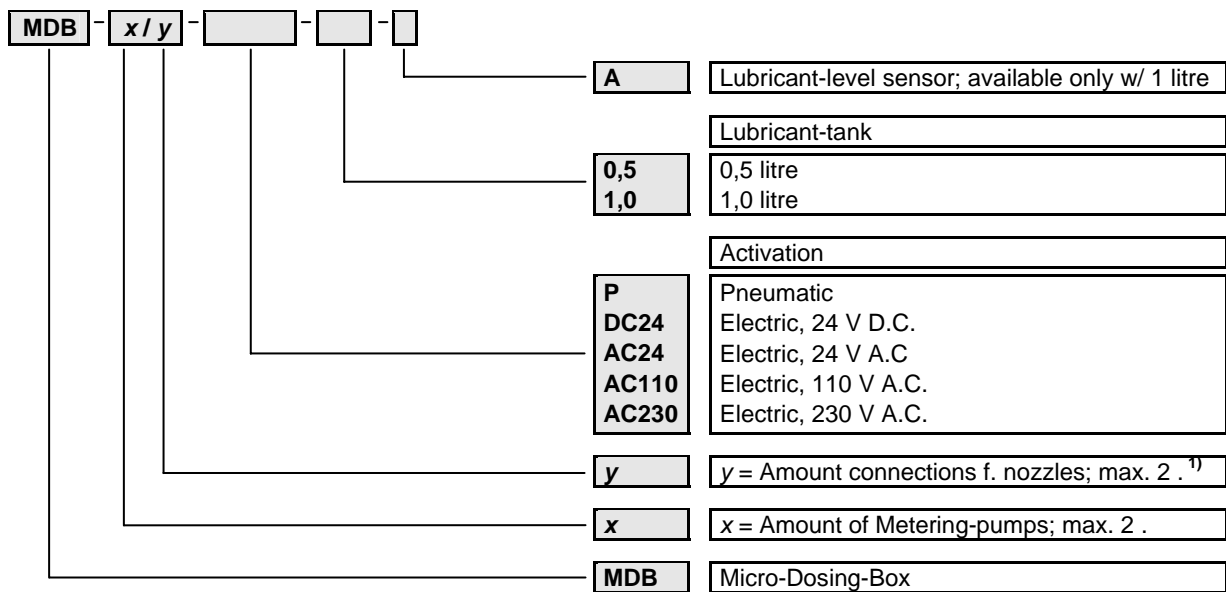 MDB - x / y - - -
A Lubricant-level sensor; available only w/ 1 litre
Lubricant-tank
0,5 0,5 litre
1,0 1,0 litre
Activation
P Pneumatic
DC24 Electric, 24 V D.C.
AC24 Electric, 24 V A.C
AC110 Electric, 110 V A.C.
AC230 Electric, 230 V A.C.
y y = Amount connections f. nozzles; max. 2 . 1)
x x = Amount of Metering-pumps; max. 2 .
MDB Micro-Dosing-Box